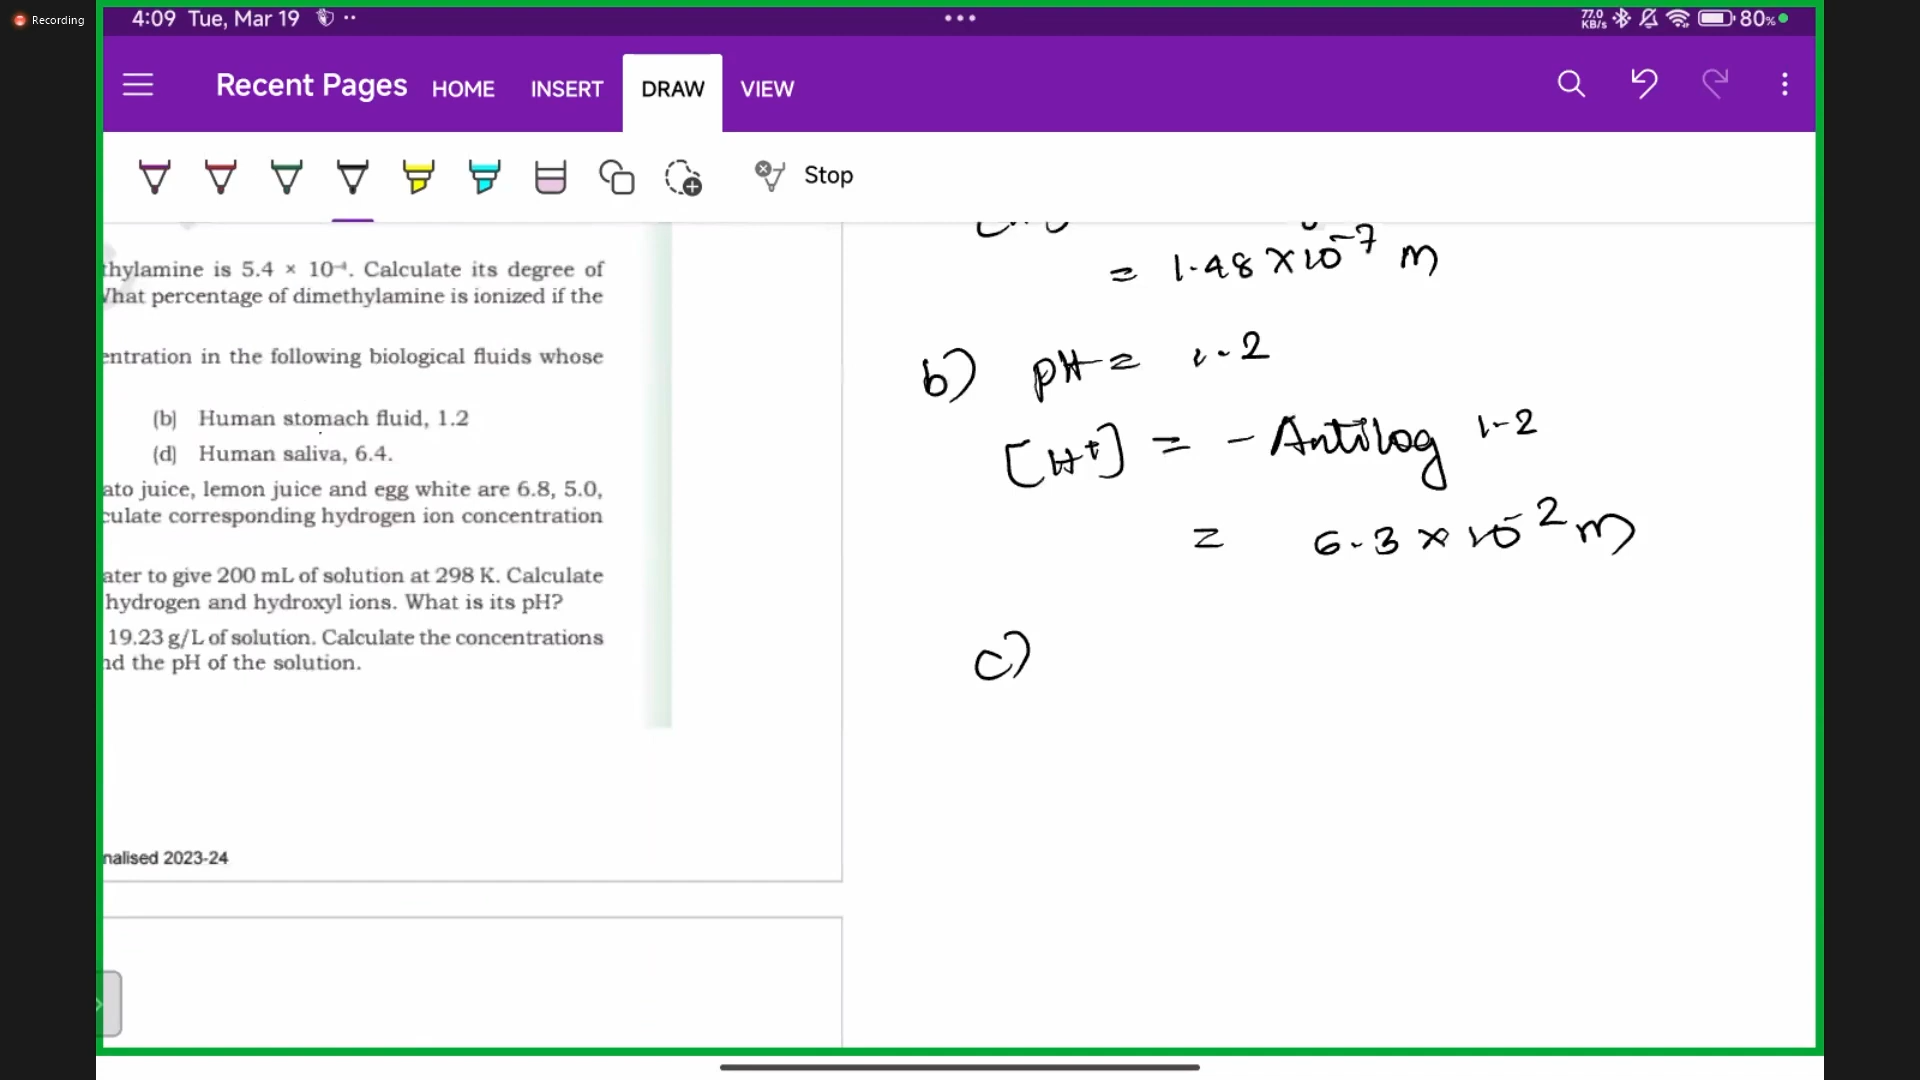 Recording
4:09 Tue, Mar 19
77.0 KB/s 80%
Recent Pages HOME INSERT DRAW VIEW
Stop
thylamine is 5.4 × 10⁻⁴. Calculate its degree of
What percentage of dimethylamine is ionized if the
entration in the following biological fluids whose
(b) Human stomach fluid, 1.2
(d) Human saliva, 6.4.
ato juice, lemon juice and egg white are 6.8, 5.0,
culate corresponding hydrogen ion concentration
ater to give 200 mL of solution at 298 K. Calculate
hydrogen and hydroxyl ions. What is its pH?
19.23 g/L of solution. Calculate the concentrations
nd the pH of the solution.
nalised 2023-24
= 1.48 × 10⁻⁷ m
b) pH = 1.2
[H⁺] = - Antilog 1.2
= 6.3 × 10⁻² m
c)